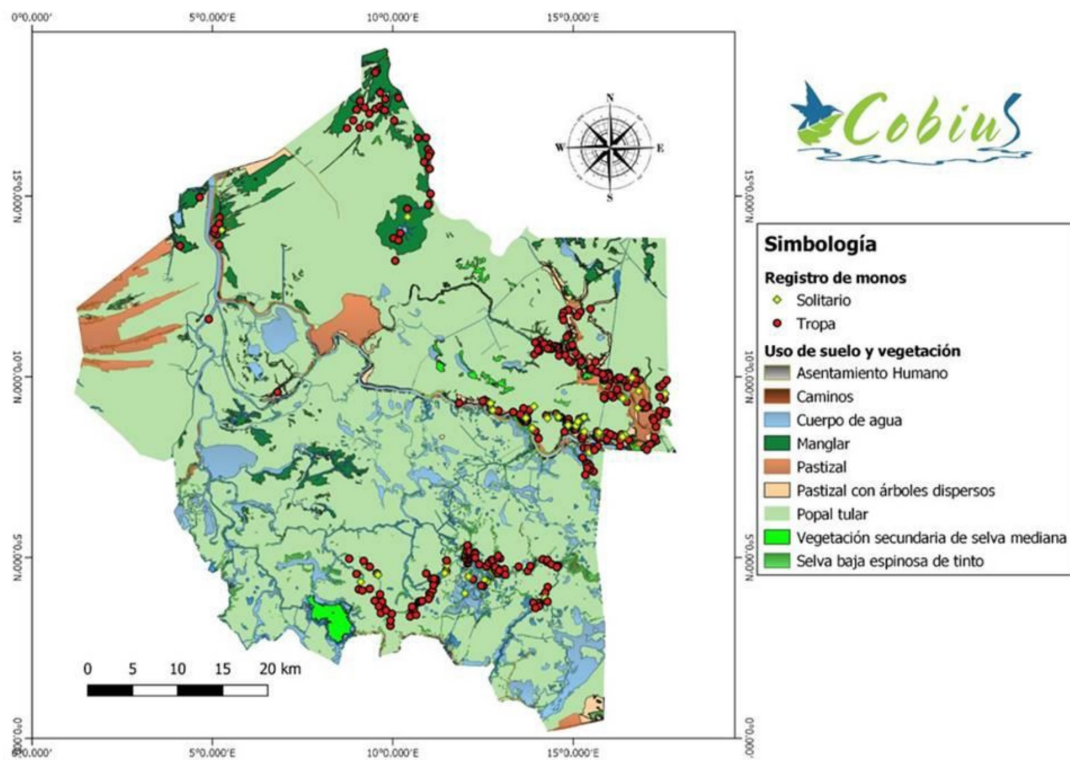 0°0.000'E
5°0.000'E
10°0.000'E
15°0.000'E
N
W
E
S
CobiuS
15°0.000'N
15°0.000'N
Simbología
Registro de monos
Solitario
Tropa
Uso de suelo y vegetación
Asentamiento Humano
Caminos
Cuerpo de agua
Manglar
Pastizal
Pastizal con árboles dispersos
Popal tular
Vegetación secundaria de selva mediana
Selva baja espinosa de tinto
10°0.000'N
10°0.000'N
5°0.000'N
5°0.000'N
0 5 10 15 20 km
0°0.000'N
0°0.000'E
5°0.000'E
10°0.000'E
15°0.000'E